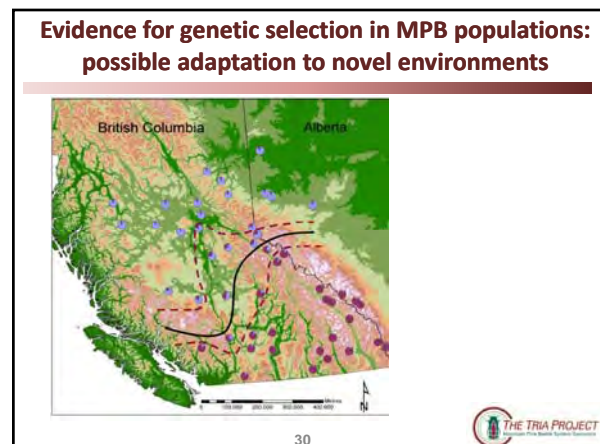 Evidence for genetic selection in MPB populations:
possible adaptation to novel environments
British Columbia
Alberta
30
THE TRIA PROJECT